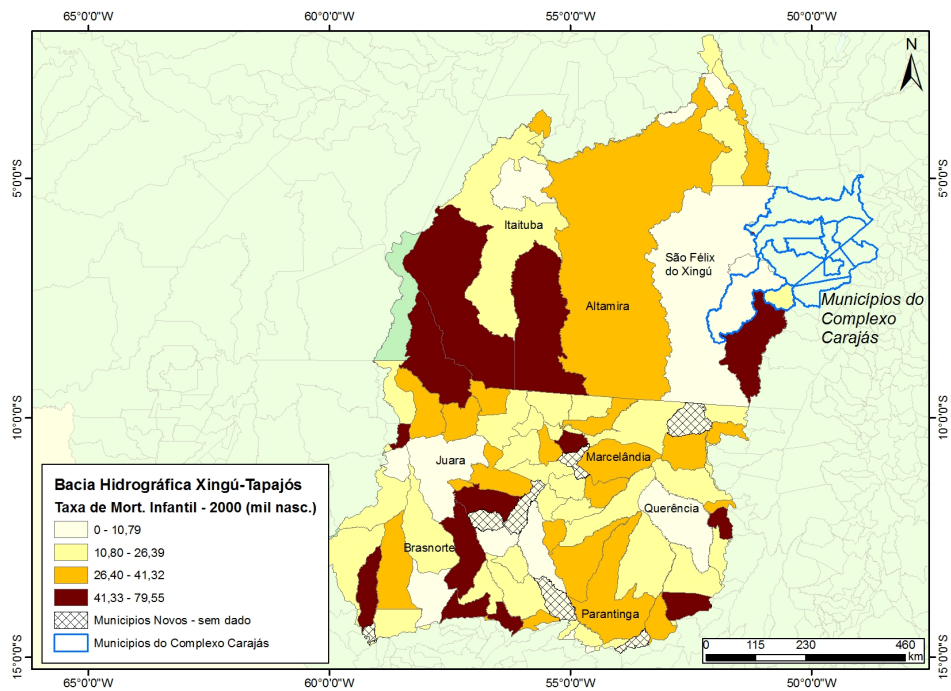 65°0'0"W
60°0'0"W
55°0'0"W
50°0'0"W
N
5°0'0"S
5°0'0"S
Itaituba
São Félix
do Xingú
Altamira
Municípios do
Complexo
Carajás
10°0'0"S
10°0'0"S
Juara
Marcelândia
Querência
Brasnorte
Parantinga
Bacia Hidrográfica Xingú-Tapajós
Taxa de Mort. Infantil - 2000 (mil nasc.)
0 - 10,79
10,80 - 26,39
26,40 - 41,32
41,33 - 79,55
Municipios Novos - sem dado
Municipios do Complexo Carajás
0 115 230 460
km
15°0'0"S
15°0'0"S
65°0'0"W
60°0'0"W
55°0'0"W
50°0'0"W